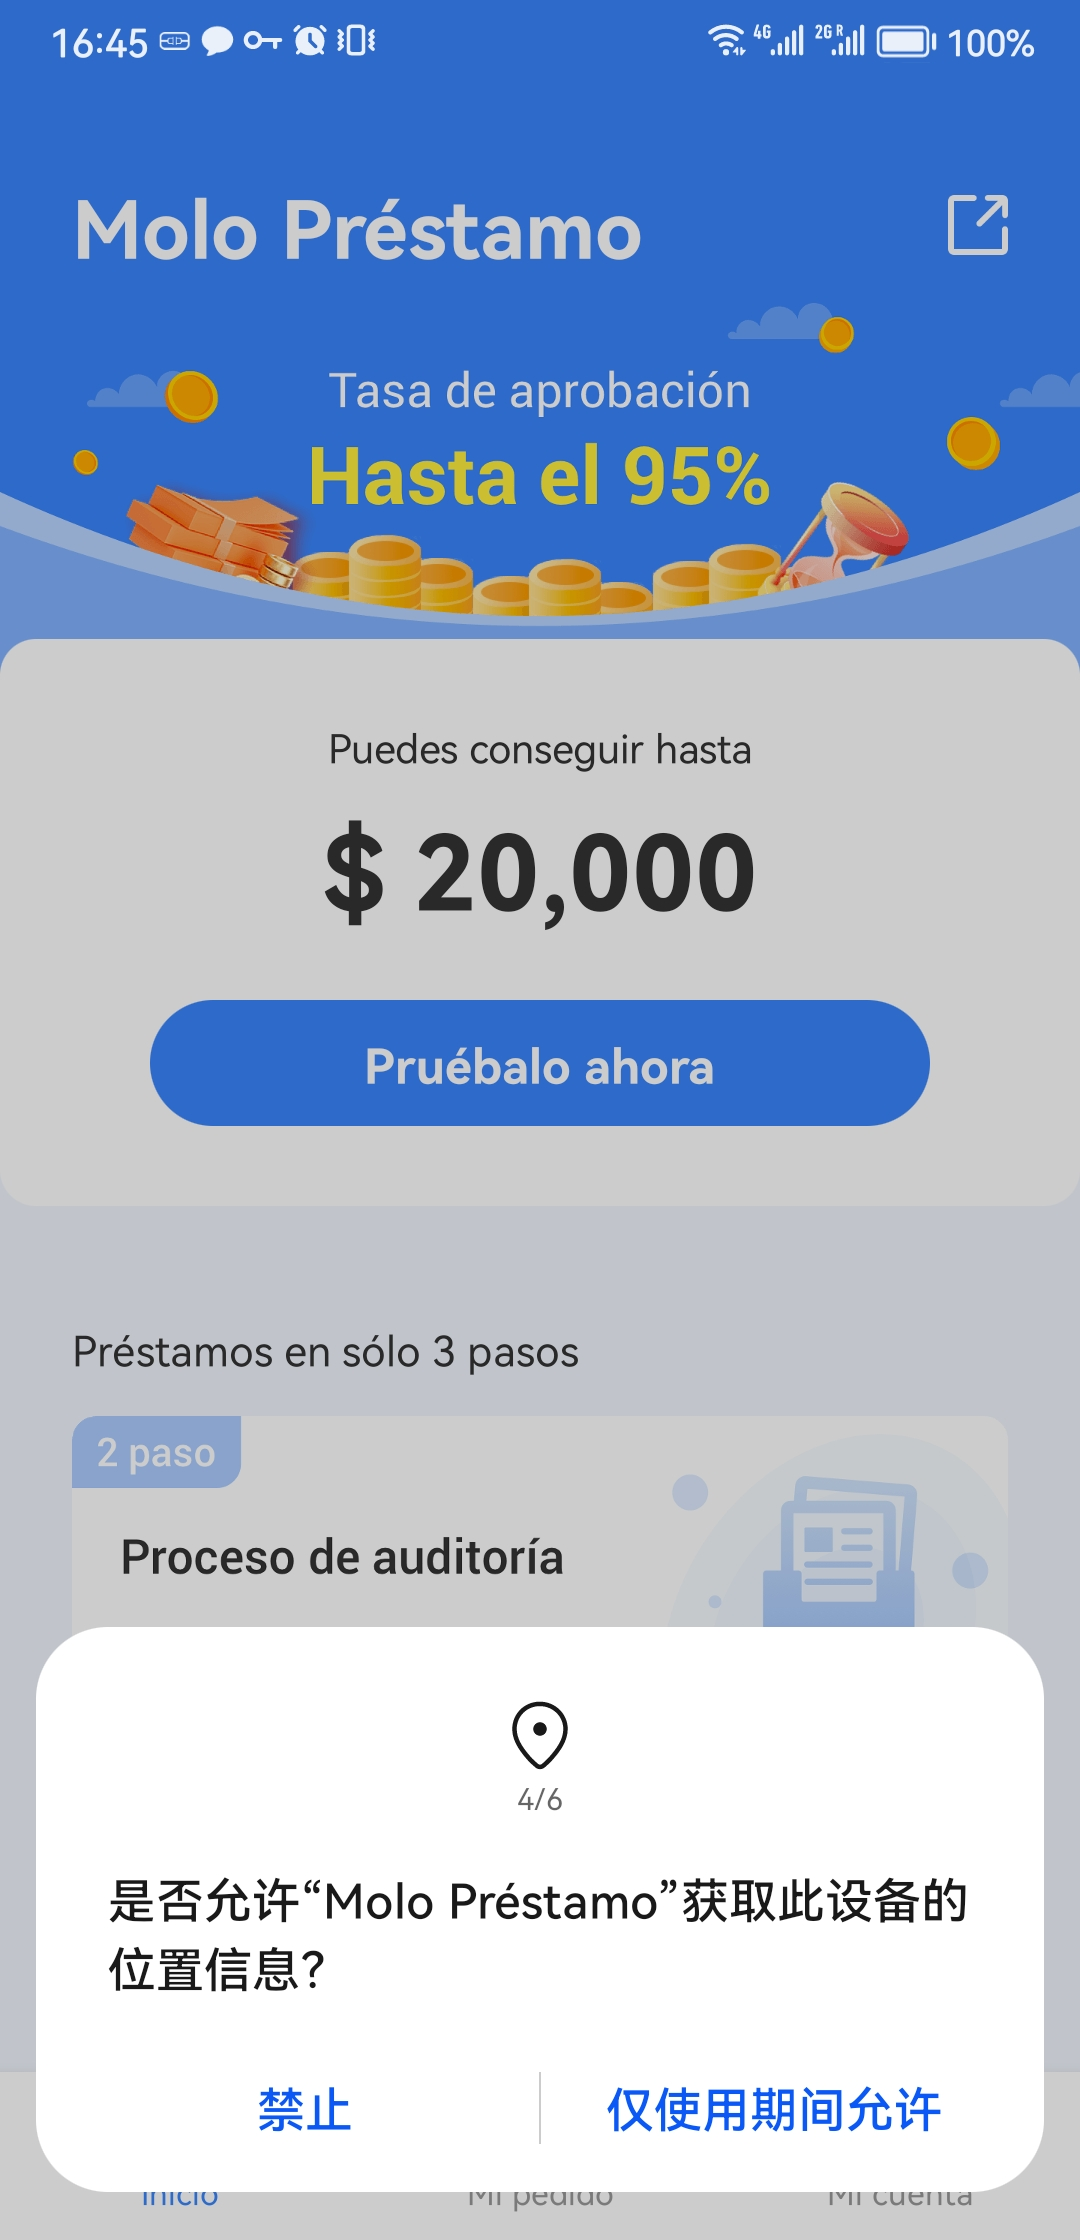 16:45
4G 2G R 100%
Molo Préstamo
Tasa de aprobación
Hasta el 95%
Puedes conseguir hasta
$ 20,000
Pruébalo ahora
Préstamos en sólo 3 pasos
2 paso
Proceso de auditoría
4/6
是否允许“Molo Préstamo”获取此设备的
位置信息？
禁止 仅使用期间允许
Inicio Mi pedido Mi cuenta